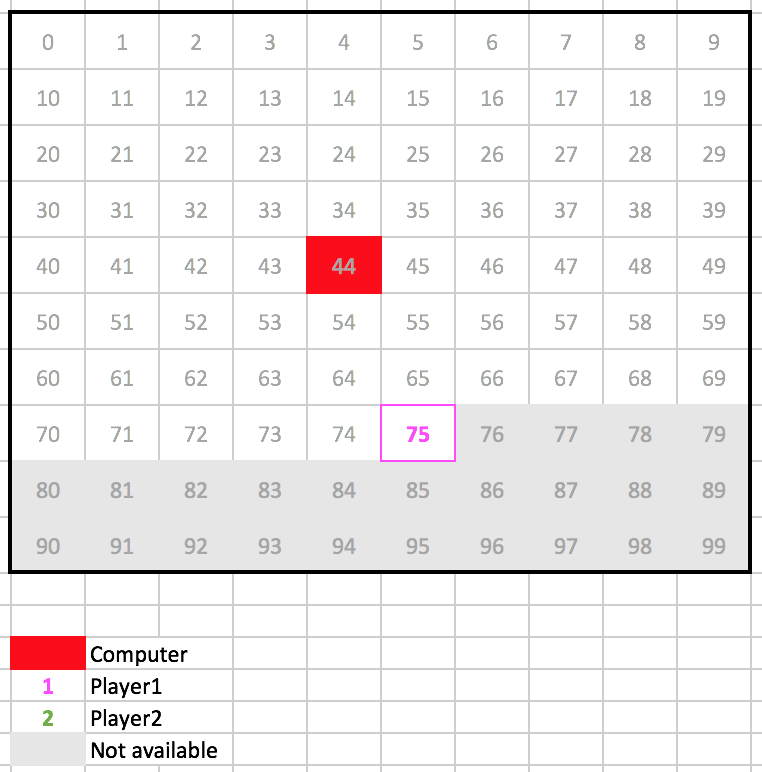 0 1 2 3 4 5 6 7 8 9
10 11 12 13 14 15 16 17 18 19
20 21 22 23 24 25 26 27 28 29
30 31 32 33 34 35 36 37 38 39
40 41 42 43 44 45 46 47 48 49
50 51 52 53 54 55 56 57 58 59
60 61 62 63 64 65 66 67 68 69
70 71 72 73 74 75 76 77 78 79
80 81 82 83 84 85 86 87 88 89
90 91 92 93 94 95 96 97 98 99
Computer
1 Player1
2 Player2
Not available